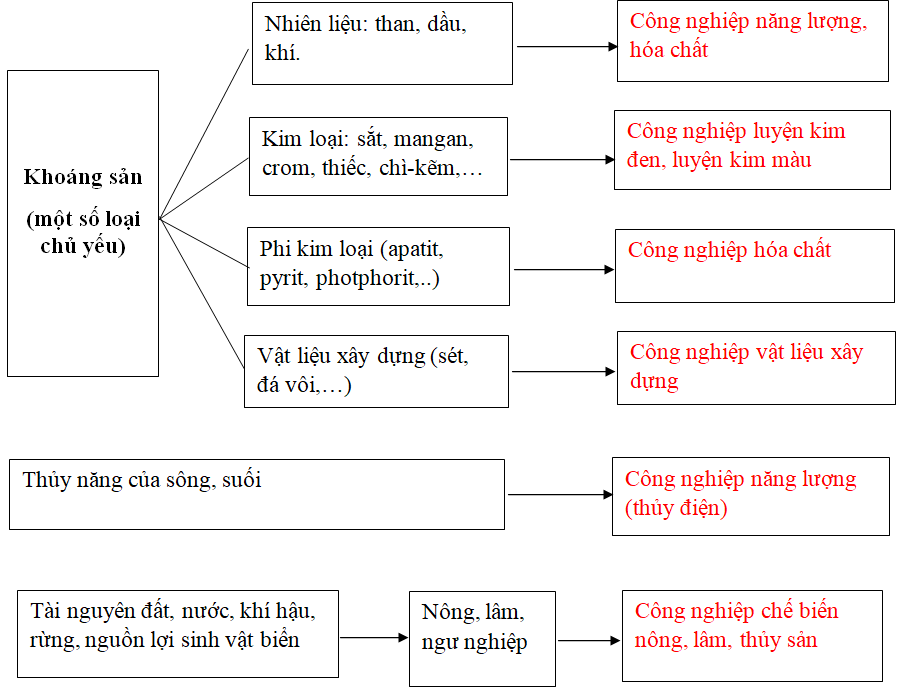 Nhiên liệu: than, dầu,
khí.
Công nghiệp năng lượng,
hóa chất
Khoáng sản
(một số loại
chủ yếu)
Kim loại: sắt, mangan,
crom, thiếc, chì-kẽm,…
Công nghiệp luyện kim
đen, luyện kim màu
Phi kim loại (apatit,
pyrit, photphorit,..)
Công nghiệp hóa chất
Vật liệu xây dựng (sét,
đá vôi,…)
Công nghiệp vật liệu xây
dựng
Thủy năng của sông, suối
Công nghiệp năng lượng
(thủy điện)
Tài nguyên đất, nước, khí hậu,
rừng, nguồn lợi sinh vật biển
Nông, lâm,
ngư nghiệp
Công nghiệp chế biến
nông, lâm, thủy sản